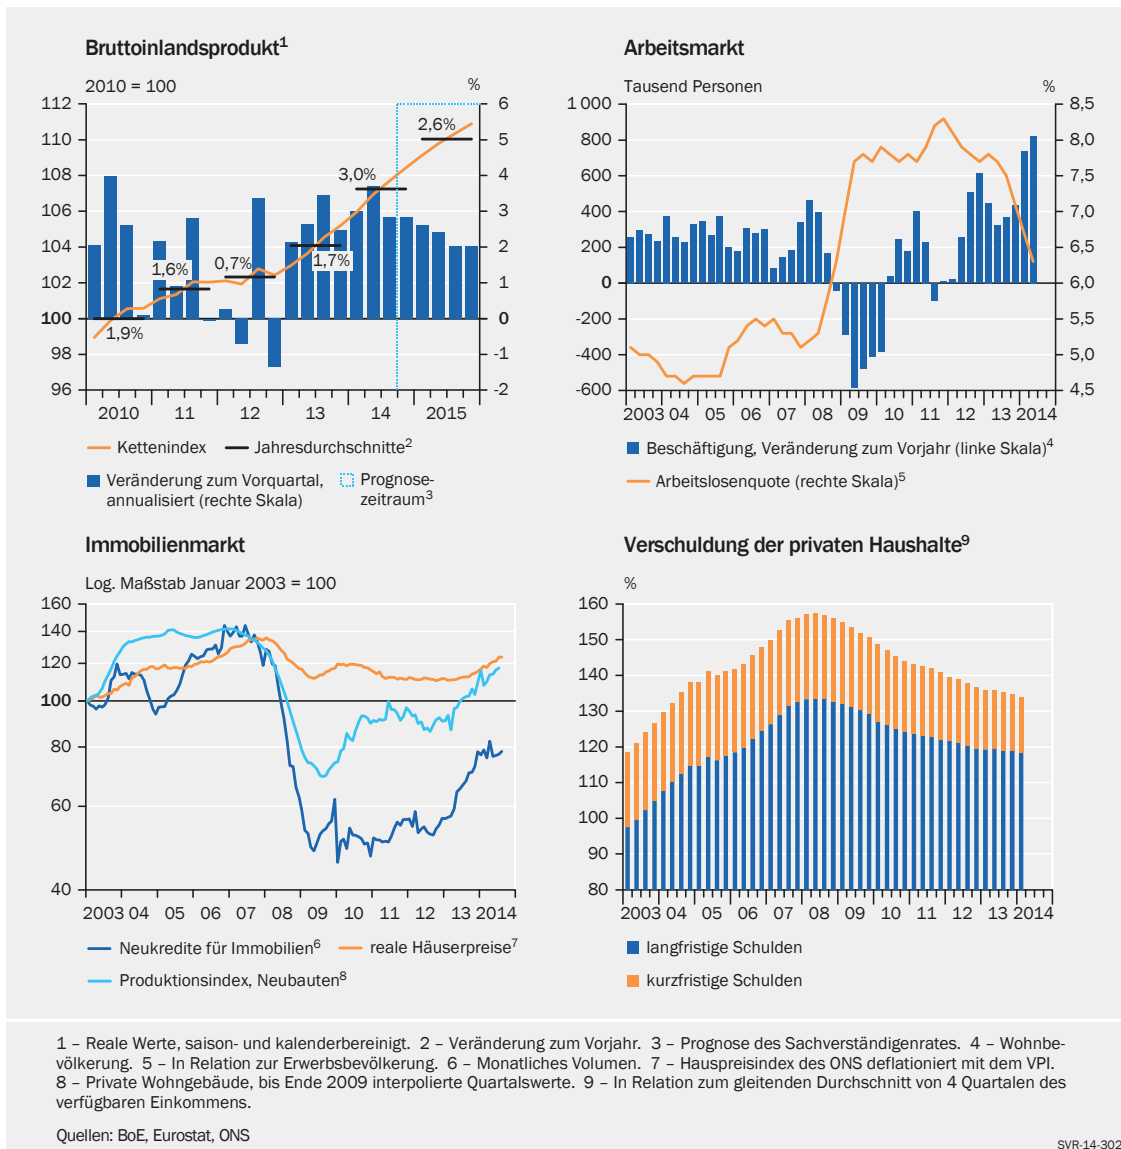 Bruttoinlandsprodukt1
2010 = 100
%
112
110
108
106
104
102
100
98
96
6
5
4
3
2
1
0
-1
-2
1,9%
1,6%
0,7%
1,7%
3,0%
2,6%
2010 11 12 13 14 2015
Kettenindex Jahresdurchschnitte2
Veränderung zum Vorquartal, annualisiert (rechte Skala)
Prognose-
zeitraum3
Arbeitsmarkt
Tausend Personen
%
1 000
800
600
400
200
0
-200
-400
-600
8,5
8,0
7,5
7,0
6,5
6,0
5,5
5,0
4,5
2003 04 05 06 07 08 09 10 11 12 13 2014
Beschäftigung, Veränderung zum Vorjahr (linke Skala)4
Arbeitslosenquote (rechte Skala)5
Immobilienmarkt
Log. Maßstab Januar 2003 = 100
160
140
120
100
80
60
40
2003 04 05 06 07 08 09 10 11 12 13 2014
Neukredite für Immobilien6 reale Häuserpreise7
Produktionsindex, Neubauten8
Verschuldung der privaten Haushalte9
%
160
150
140
130
120
110
100
90
80
2003 04 05 06 07 08 09 10 11 12 13 2014
langfristige Schulden
kurzfristige Schulden
1 – Reale Werte, saison- und kalenderbereinigt. 2 – Veränderung zum Vorjahr. 3 – Prognose des Sachverständigenrates. 4 – Wohnbe-
völkerung. 5 – In Relation zur Erwerbsbevölkerung. 6 – Monatliches Volumen. 7 – Hauspreisindex des ONS deflationiert mit dem VPI.
8 – Private Wohngebäude, bis Ende 2009 interpolierte Quartalswerte. 9 – In Relation zum gleitenden Durchschnitt von 4 Quartalen des
verfügbaren Einkommens.
Quellen: BoE, Eurostat, ONS
SVR-14-302